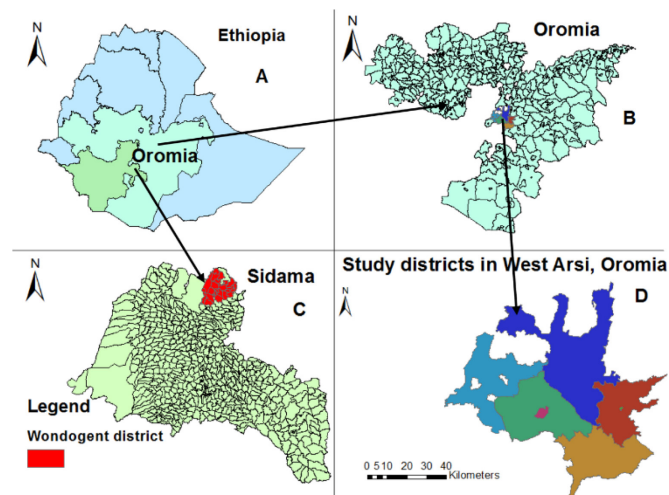 N
Ethiopia
A
Oromia
N
Oromia
B
N
Sidama
C
Legend
Wondogent district
Study districts in West Arsi, Oromia
N
D
0 5 10 20 30 40
Kilometers